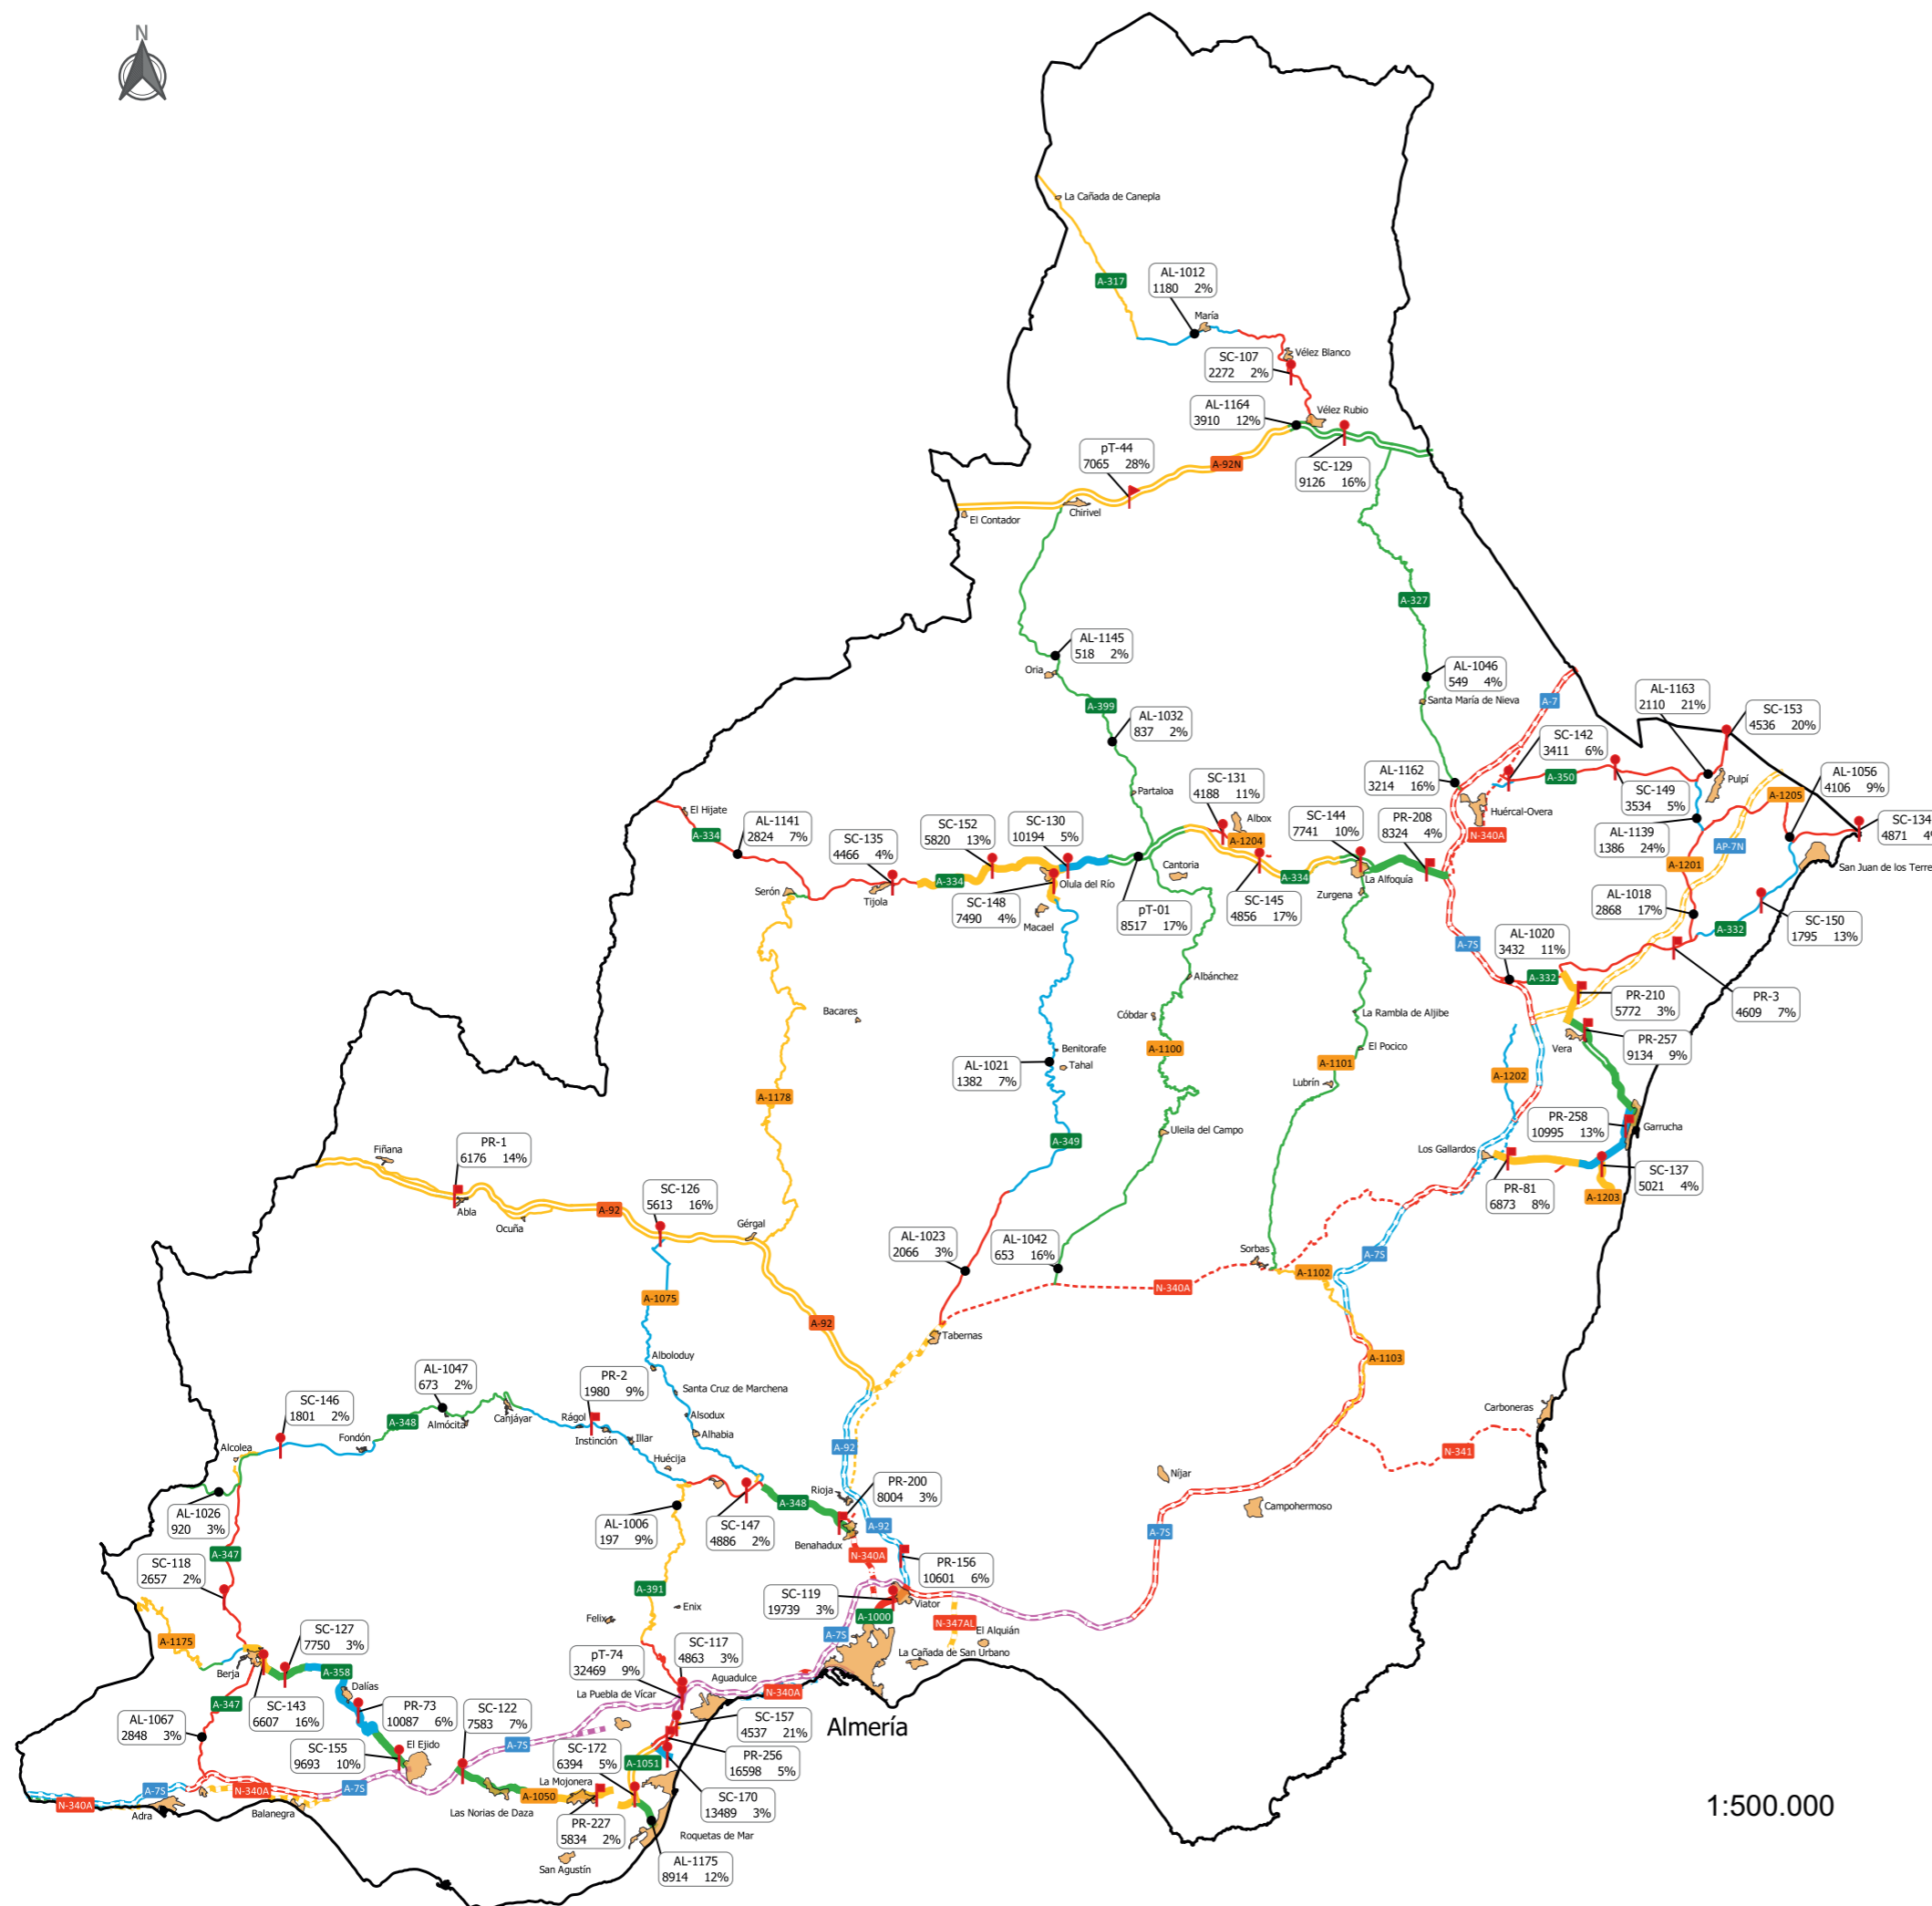 N
La Cañada de Canepla
A-317
AL-1012
1180 2%
María
SC-107
2272 2%
Vélez Blanco
AL-1164
3910 12%
Vélez Rubio
pT-44
7065 28%
A-92N
SC-129
9126 16%
El Contador
Chirivel
A-327
AL-1145
518 2%
Oria
A-399
AL-1032
837 2%
AL-1046
549 4%
Santa María de Nieva
A-7
AL-1163
2110 21%
SC-153
4536 20%
SC-142
3411 6%
A-350
Pulpí
AL-1056
4106 9%
A-1205
AL-1162
3214 16%
Huércal-Overa
SC-149
3534 5%
AL-1139
1386 24%
AP-7N
SC-134
4871 4%
San Juan de los Terre
Partaloa
El Hijate
A-334
AL-1141
2824 7%
SC-135
4466 4%
SC-152
5820 13%
SC-130
10194 5%
SC-131
4188 11%
Albox
A-1204
SC-144
7741 10%
PR-208
8324 4%
N-340A
A-1201
Serón
Tíjola
A-334
Olula del Río
Cantoria
A-334
La Alfoquía
Zurgena
SC-148
7490 4%
Macael
pT-01
8517 17%
SC-145
4856 17%
AL-1018
2868 17%
A-332
SC-150
1795 13%
A-7S
AL-1020
3432 11%
A-332
PR-210
5772 3%
PR-3
4609 7%
Albánchez
Bacares
Cóbdar
La Rambla de Aljibe
Vera
PR-257
9134 9%
Benitorafe
Tahal
AL-1021
1382 7%
A-1100
El Pocico
A-1101
Lubrín
A-1202
A-1178
A-349
Uleila del Campo
PR-258
10995 13%
Garrucha
Los Gallardos
PR-81
6873 8%
SC-137
5021 4%
A-1203
Fiñana
PR-1
6176 14%
Abla
Ocuña
A-92
SC-126
5613 16%
Gérgal
AL-1023
2066 3%
AL-1042
653 16%
Sorbas
A-7S
A-1102
N-340A
A-1075
A-92
Tabernas
A-1103
Alboloduy
AL-1047
673 2%
PR-2
1980 9%
Santa Cruz de Marchena
SC-146
1801 2%
A-348
Almócita
Canjáyar
Rágol
Instinción
Illar
Alsodux
Alhabia
Carboneras
Alcolea
Fondón
Huécija
A-92
N-341
Níjar
Campohermoso
AL-1026
920 3%
AL-1006
197 9%
SC-147
4886 2%
A-348
Rioja
PR-200
8004 3%
A-92
A-7S
Benahadux
N-340A
A-347
SC-118
2657 2%
A-391
PR-156
10601 6%
SC-119
19739 3%
Viator
A-1000
N-347AL
Felix
Enix
A-7S
El Alquián
La Cañada de San Urbano
A-1175
SC-127
7750 3%
Berja
A-358
Dalías
pT-74
32469 9%
SC-117
4863 3%
Aguadulce
La Puebla de Vícar
N-340A
A-347
SC-143
6607 16%
PR-73
10087 6%
SC-122
7583 7%
AL-1067
2848 3%
SC-157
4537 21%
Almería
SC-155
9693 10%
El Ejido
A-7S
SC-172
6394 5%
A-1051
PR-256
16598 5%
A-7S
N-340A
A-7S
La Mojonera
A-1050
SC-170
13489 3%
N-340A
Adra
Balanegra
Las Norias de Daza
PR-227
5834 2%
Roquetas de Mar
San Agustín
AL-1175
8914 12%
1:500.000